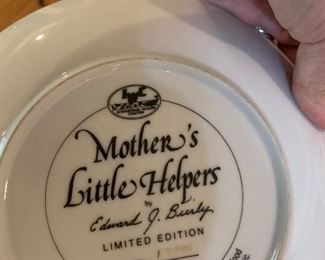 Mother's
Little Helpers
by
Edward J. Bierly
LIMITED EDITION